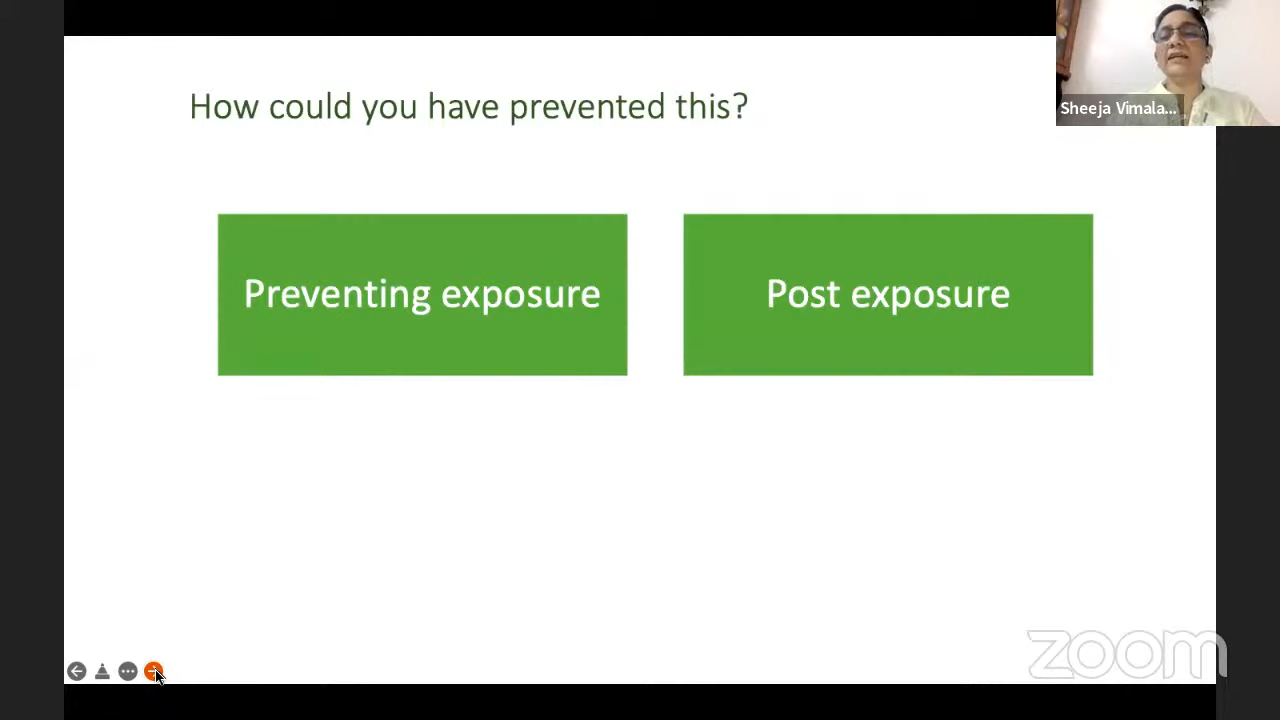 How could you have prevented this?
Sheeja Vimala...
Preventing exposure
Post exposure
zoom